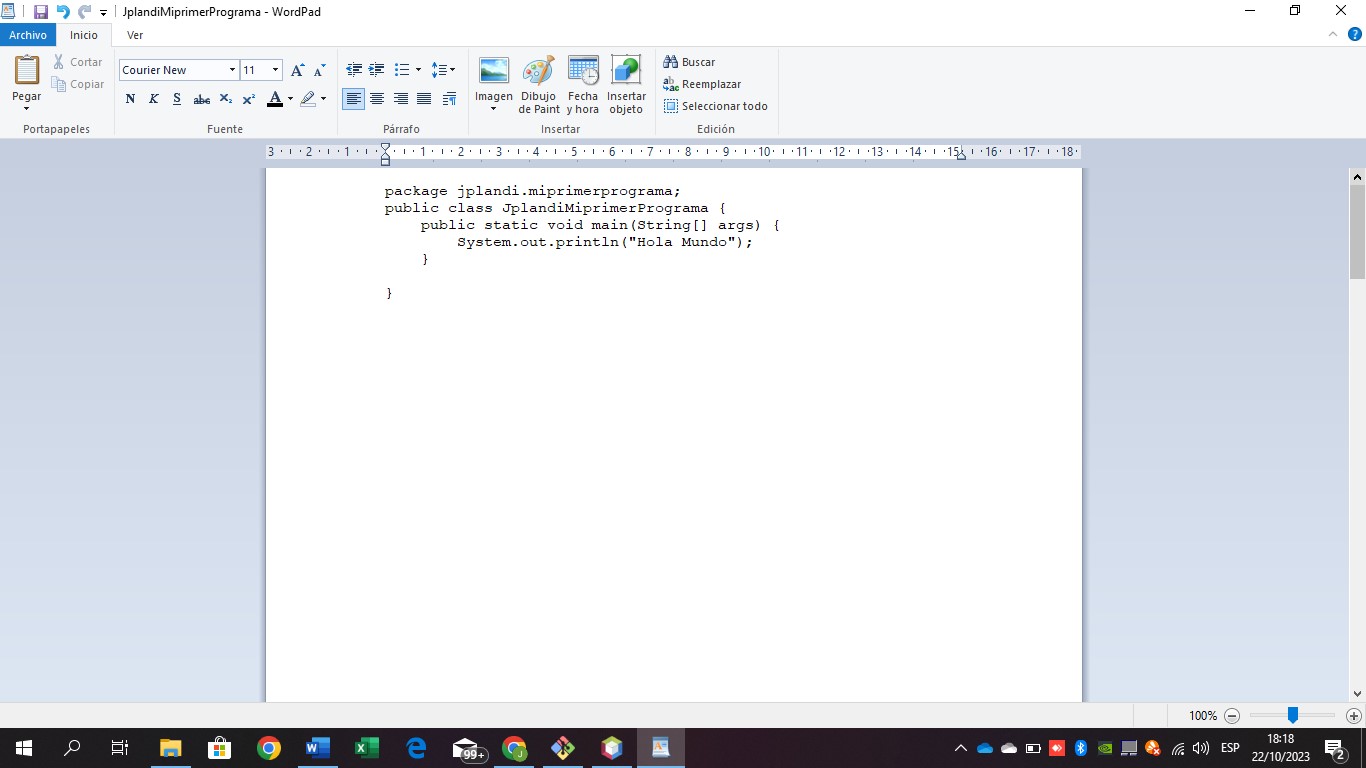 JplandiMiprimerPrograma - WordPad
Archivo Inicio Ver
Pegar
Cortar
Copiar
Portapapeles
Courier New 11
N K S abc X₂ X² A
Fuente
Párrafo
Imagen
Dibujo de Paint
Fecha y hora
Insertar objeto
Insertar
Buscar
Reemplazar
Seleccionar todo
Edición
3 2 1 1 2 3 4 5 6 7 8 9 10 11 12 13 14 15 16 17 18
package jplandi.miprimerprograma;
public class JplandiMiprimerPrograma {
    public static void main(String[] args) {
        System.out.println("Hola Mundo");
    }
}
100%
99+
ESP
18:18
22/10/2023
2